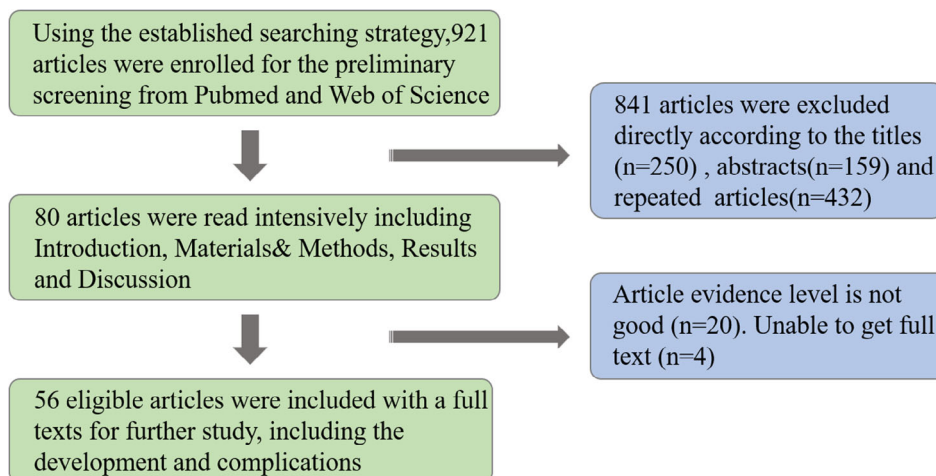 Using the established searching strategy,921
articles were enrolled for the preliminary
screening from Pubmed and Web of Science
841 articles were excluded
directly according to the titles
(n=250) , abstracts(n=159) and
repeated articles(n=432)
80 articles were read intensively including
Introduction, Materials& Methods, Results
and Discussion
Article evidence level is not
good (n=20). Unable to get full
text (n=4)
56 eligible articles were included with a full
texts for further study, including the
development and complications